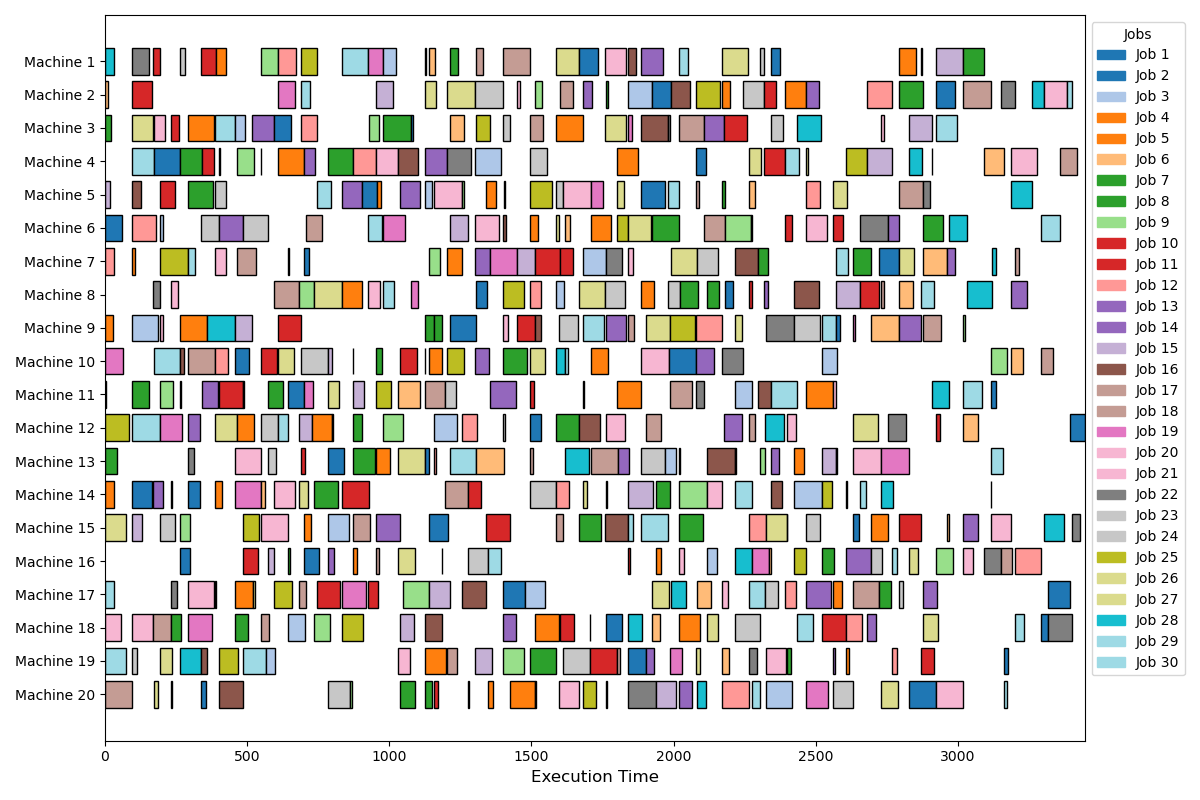 Machine 1
Machine 2
Machine 3
Machine 4
Machine 5
Machine 6
Machine 7
Machine 8
Machine 9
Machine 10
Machine 11
Machine 12
Machine 13
Machine 14
Machine 15
Machine 16
Machine 17
Machine 18
Machine 19
Machine 20
0 500 1000 1500 2000 2500 3000
Execution Time
Jobs
Job 1
Job 2
Job 3
Job 4
Job 5
Job 6
Job 7
Job 8
Job 9
Job 10
Job 11
Job 12
Job 13
Job 14
Job 15
Job 16
Job 17
Job 18
Job 19
Job 20
Job 21
Job 22
Job 23
Job 24
Job 25
Job 26
Job 27
Job 28
Job 29
Job 30